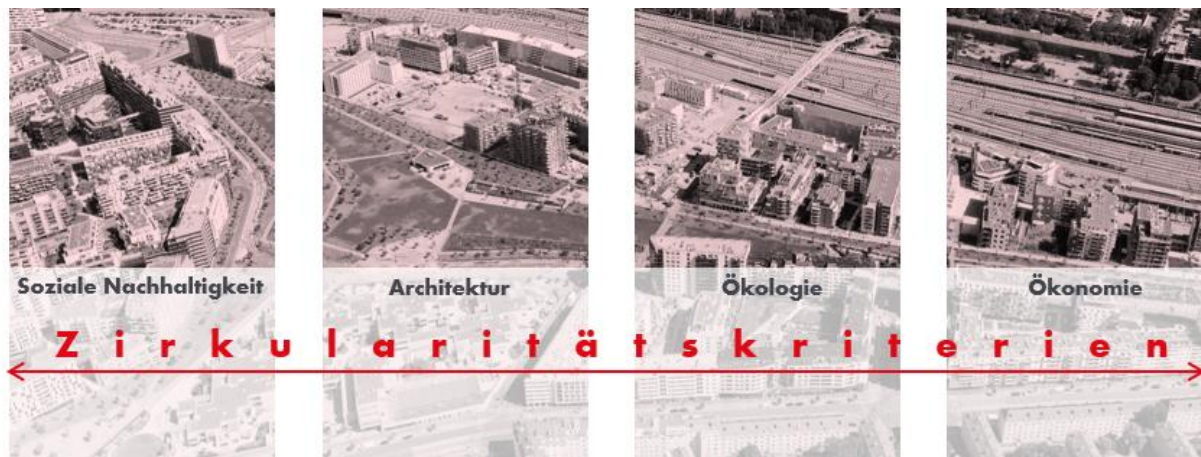 Soziale Nachhaltigkeit
Architektur
Ökologie
Ökonomie
Zirkularitätskriterien